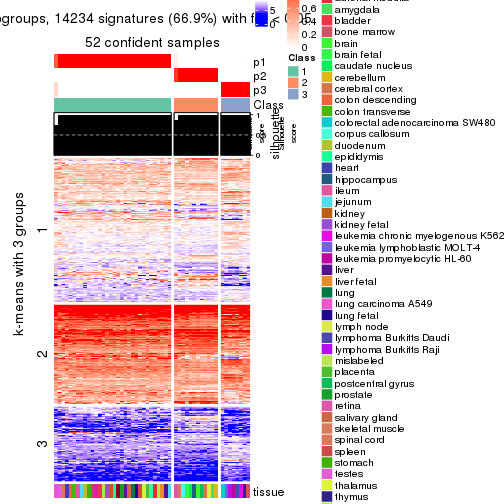 groups, 14234 signatures (66.9%) with f
52 confident samples
p1
p2
p3
Class
1
0.5
0
silhouette
score
k-means with 3 groups
1
2
3
tissue
5
0
0.6
0.4
0.2
0
Class
1
2
3
amygdala
bladder
bone marrow
brain
brain fetal
caudate nucleus
cerebellum
cerebral cortex
colon descending
colon transverse
colorectal adenocarcinoma SW480
corpus callosum
duodenum
epididymis
heart
hippocampus
ileum
jejunum
kidney
kidney fetal
leukemia chronic myelogenous K562
leukemia lymphoblastic MOLT-4
leukemia promyelocytic HL-60
liver
liver fetal
lung
lung carcinoma A549
lung fetal
lymph node
lymphoma Burkitts Daudi
lymphoma Burkitts Raji
mislabeled
placenta
postcentral gyrus
prostate
retina
salivary gland
skeletal muscle
spinal cord
spleen
stomach
testes
thalamus
thymus